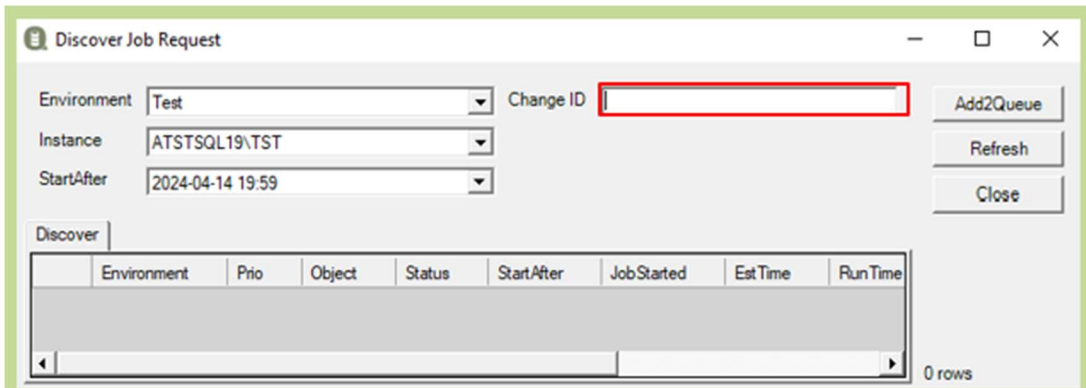 Discover Job Request
Environment Test Change ID Add2Queue
Instance ATSTSQL19\TST Refresh
StartAfter 2024-04-14 19:59 Close
Discover
Environment Prio Object Status StartAfter JobStarted EstTime RunTime
0 rows